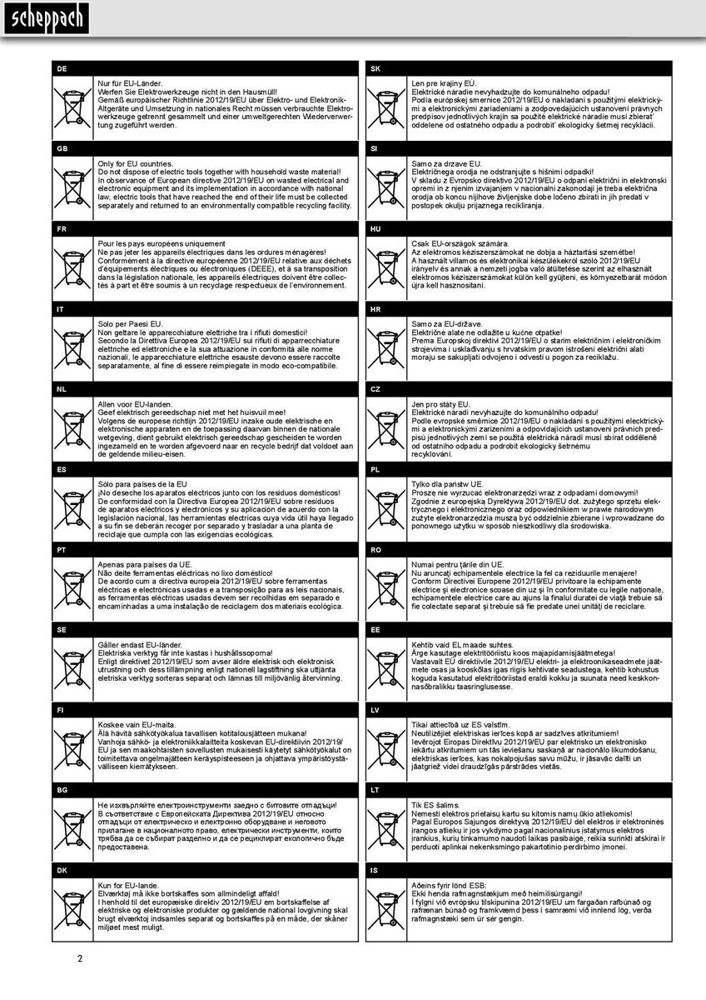 scheppach
DE
Nur für EU-Länder.
Werfen Sie Elektrowerkzeuge nicht in den Hausmüll!
Gemäß europäischer Richtlinie 2012/19/EU über Elektro- und Elektronik-
Altgeräte und Umsetzung in nationales Recht müssen verbrauchte Elektro-
werkzeuge getrennt gesammelt und einer umweltgerechten Wiederverwer-
tung zugeführt werden.
GB
Only for EU countries.
Do not dispose of electric tools together with household waste material!
In observance of European directive 2012/19/EU on wasted electrical and
electronic equipment and its implementation in accordance with national
law, electric tools that have reached the end of their life must be collected
separately and returned to an environmentally compatible recycling facility.
FR
Pour les pays européens uniquement
Ne pas jeter les appareils électriques dans les ordures ménagères!
Conformément à la directive européenne 2012/19/EU relative aux déchets
d'équipements électriques ou électroniques (DEEE), et à sa transposition
dans la législation nationale, les appareils électriques doivent être collec-
tés à part et être soumis à un recyclage respectueux de l'environnement.
IT
Solo per Paesi EU.
Non gettare le apparecchiature elettriche tra i rifiuti domestici!
Secondo la Direttiva Europea 2012/19/EU sui rifiuti di apparrecchiature
elettriche ed elettroniche e la sua attuazione in conformità alle norme
nazionali, le apparecchiature elettriche esauste devono essere raccolte
separatamente, al fine di essere reimpiegate in modo eco-compatibile.
NL
Allen voor EU-landen.
Geef elektrisch gereedschap niet met het huisvuil mee!
Volgens de europese richtlijn 2012/19/EU inzake oude elektrische en
elektronische apparaten en de toepassing daarvan binnen de nationale
wetgeving, dient gebruikt elektrisch gereedschap gescheiden te worden
ingezameld en te worden afgevoerd naar en recycle bedrijf dat voldoet aan
de geldende milieu-eisen.
ES
Sólo para países de la EU
¡No deseche los aparatos eléctricos junto con los residuos domésticos!
De conformidad con la Directiva Europea 2012/19/EU sobre residuos
de aparatos eléctricos y electrónicos y su aplicación de acuerdo con la
legislación nacional, las herramientas electricas cuya vida útil haya llegado
a su fin se deberán recoger por separado y trasladar a una planta de
reciclaje que cumpla con las exigencias ecológicas.
PT
Apenas para países da UE.
Não deite ferramentas eléctricas no lixo doméstico!
De acordo cum a directiva europeia 2012/19/EU sobre ferramentas
eléctricas e electrónicas usadas e a transposição para as leis nacionais,
as ferramentas eléctricas usadas devem ser recolhidas em separado e
encaminhadas a uma instalação de reciclagem dos materiais ecológica.
SE
Gåller endast EU-länder.
Elektriska verktyg får inte kastas i hushållssoporna!
Enligt direktivet 2012/19/EU som avser äldre elektrisk och elektronisk
utrustning och dess tillämpning enligt nationell lagstiftning ska uttjänta
eletriska verktyg sorteras separat och lämnas till miljövänlig återvinning.
FI
Koskee vain EU-maita.
Älä hävitä sähkötyökalua tavallisen kotitalousjätteen mukana!
Vanhoja sähkö- ja elektroniikkalaitteita koskevan EU-direktiivin 2012/19/
EU ja sen maakohtaisten sovellusten mukaisesti käytetyt sähkötyökalut on
toimitettava ongelmajätteen keräyspisteeseen ja ohjattava ympäristöystä-
välliseen kierrätykseen.
BG
Не изхвърляйте електроинструменти заедно с битовите отпадъци!
В съответствие с Европейската Директива 2012/19/EU относно
отпадъци от електрическо и електронно оборудване и неговото
прилагане в националното право, електрически инструменти, които
трябва да се събират разделно и да се рециклират екологично бъде
предоставена.
DK
Kun for EU-lande.
Elværktøj må ikke bortskaffes som allmindeligt affald!
I henhold til det europæiske direktiv 2012/19/EU em bortskaffelse af
elektriske og elektroniske produkter og gældende national lovgivning skal
brugt elværktøj indsamles separat og bortskaffes på en måde, der skåner
miljøet mest muligt.
SK
Len pre krajiny EÚ.
Elektrické náradie nevyhadzujte do komunálneho odpadu!
Podľa európskej smernice 2012/19/EU o nakladani s použitými elektrický-
mi a elektronickými zariadeniami a zodpovedajúcich ustanovení právnych
predpisov jednotlivých krajín sa použité elektrické náradie musí zbierať
oddelene od ostatného odpadu a podrobiť ekologicky šetrnej recyklácii.
SI
Samo za drzave EU.
Električnega orodja ne odstranjujte s hišnimi odpadki!
V skladu z Evropsko direktivo 2012/19/EU o odpani električni in elektronski
opremi in z njenim izvajanjem v nacionalni zakonodaji je treba električna
orodja ob koncu nijihove življenjske dobe ločeno zbirati in jih predati v
postopek okulju prijaznega recikliranja.
HU
Csak EU-országok számára.
Az elektromos kéziszerszámokat ne dobja a háztartási szemétbe!
A használt villamos és elektronikai készülékekről szóló 2012/19/EU
irányelv és annak a nemzeti jogba való átültetése szerint az elhasznált
elektromos kéziszerszámokat külön kell gyűjteni, és környezetbarát módon
újra kell hasznosítani.
HR
Samo za EU-države.
Električne alate ne odlažite u kućne otpatke!
Prema Europskoj direktivi 2012/19/EU o starim električnim i elektroničkim
strojevima i usklađivanju s hrvatskim pravom istrošeni električni alati
moraju se sakupljati odvojeno i odvesti u pogon za reciklažu.
CZ
Jen pro státy EU.
Elektrické náradi nevyhazujte do komunálního odpadu!
Podle evropské směrnice 2012/19/EU o nakládání s použitými eleckrický-
mi a elektronickými zarizeními a odpovídajicich ustanovení právních pred-
pisú jednotlivých zemí se použitá elektrická náradí musí sbírat oddělěně
od ostatniho odpadu a podrobit ekologicky šetrnému
recyklování.
PL
Tylko dla państw UE.
Proszę nie wyrzucać elektronarzędzi wraz z odpadami domowymi!
Zgodnie z europejską Dyrektywą 2012/19/EU dot. zużytego sprzętu elek-
trycznego i elektronicznego oraz odpowiednikiem w prawie narodowym
zużyte elektronarzędzia muszą być oddzielnie zbierane i wprowadzane do
ponownego użytku w sposób nieszkodliwy dla środowiska.
RO
Numai pentru ţările din UE.
Nu aruncaţi echipamentele electrice la fel ca reziduurile menajere!
Conform Directivei Europene 2012/19/EU privitoare la echipamente
electrice şi electronice scoase din uz şi în conformitate cu legile naţionale,
echipamentele electrice care au ajuns la finalul duratei de viaţă trebuie să
fie colectate separat şi trebuie să fie predate unei unităţi de reciclare.
EE
Kehtib vaid EL maade suhtes.
Ärge kasutage elektritööriistu koos majapidamisjäätmetega!
Vastavalt EÜ direktiivile 2012/19/EU elektri- ja elektroonikaseadmete jäät-
mete osas ja kooskõlas igas riigis kehtivate seadustega, kehtib kohustus
koguda kasutatud elektritööriistad eraldi kokku ja suunata need keskkon-
nasõbralikku taasringlusesse.
LV
Tikai attiecībā uz ES valstīm.
Neutilizējiet elektriskas ierīces kopā ar sadzīves atkritumiem!
Ievērojot Eiropas Direktīvu 2012/19/EU par elektrisko un elektronisko
iekārtu atkritumiem un tās ieviešanu saskaņā ar nacionālo likumdošanu,
elektriskas ierīces, kas nokalpojušas savu mūžu, ir jāsavāc dalīti un
jāatgriež videi draudzīgās pārstrādes vietās.
LT
Tik ES šalims.
Nemesti elektros prietaisų kartu su kitomis namų ūkio atliekomis!
Pagal Europos Sąjungos direktyvą 2012/19/EU dėl elektros ir elektroninės
įrangos atliekų ir jos vykdymo pagal nacionalinius įstatymus elektros
įrankius, kurių tinkamumo naudoti laikas pasibaigė, reikia surinkti atskirai ir
perduoti aplinkai nekenksmingo pakartotinio perdirbimo įmonei.
IS
Aðeins fyrir lönd ESB:
Ekki henda rafmagnstækjum með heimilisúrgangi!
Í fylgni við evrópsku tilskipunina 2012/19/EU um fargaðan rafbúnað og
rafrænan búnað og framkvæmd þess í samræmi við innlend lög, verða
rafmagnstæki sem úr sér gengin.
2